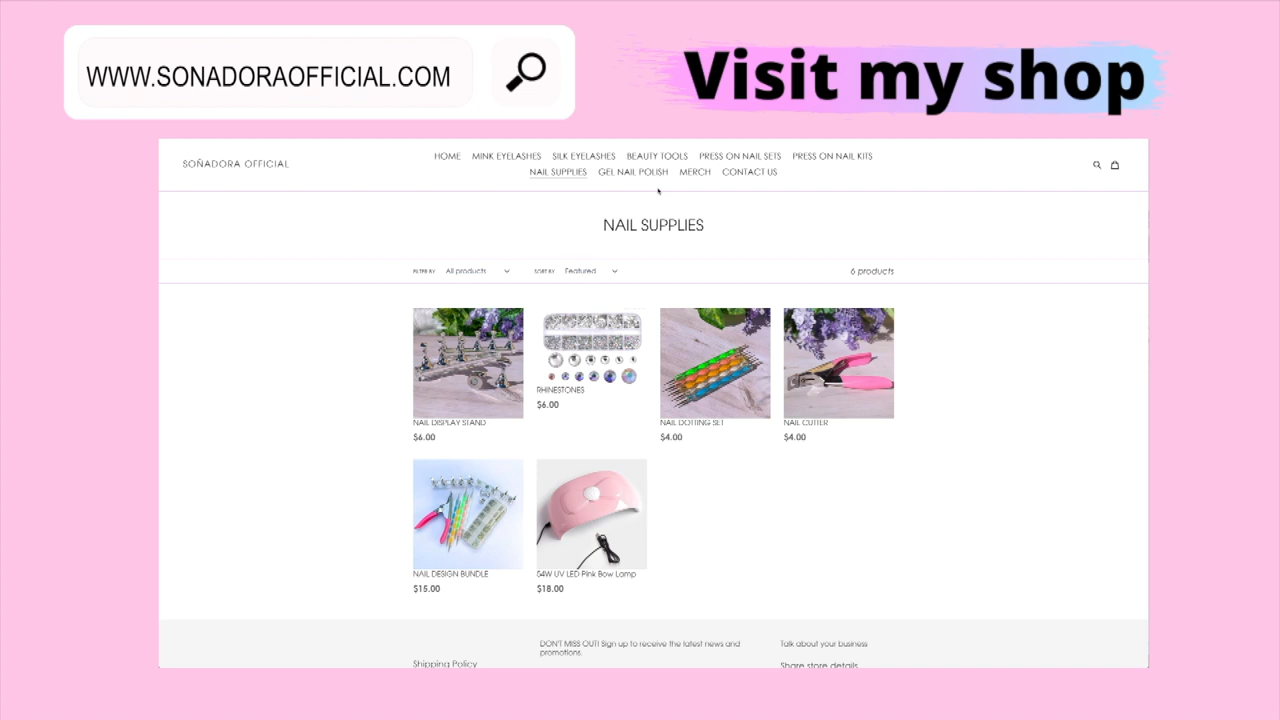 WWW.SONADORAOFFICIAL.COM
Visit my shop
SOÑADORA OFFICIAL
HOME MINK EYELASHES SILK EYELASHES BEAUTY TOOLS PRESS ON NAIL SETS PRESS ON NAIL KITS
NAIL SUPPLIES GEL NAIL POLISH MERCH CONTACT US
NAIL SUPPLIES
FILTER BY All products SORT BY Featured 6 products
NAIL DISPLAY STAND
$6.00
RHINESTONES
$6.00
NAIL DOTTING SET
$4.00
NAIL CUTTER
$4.00
NAIL DESIGN BUNDLE
$15.00
54W UV LED Pink Bow Lamp
$18.00
Shipping Policy
DON'T MISS OUT! Sign up to receive the latest news and
promotions.
Talk about your business
Share store details